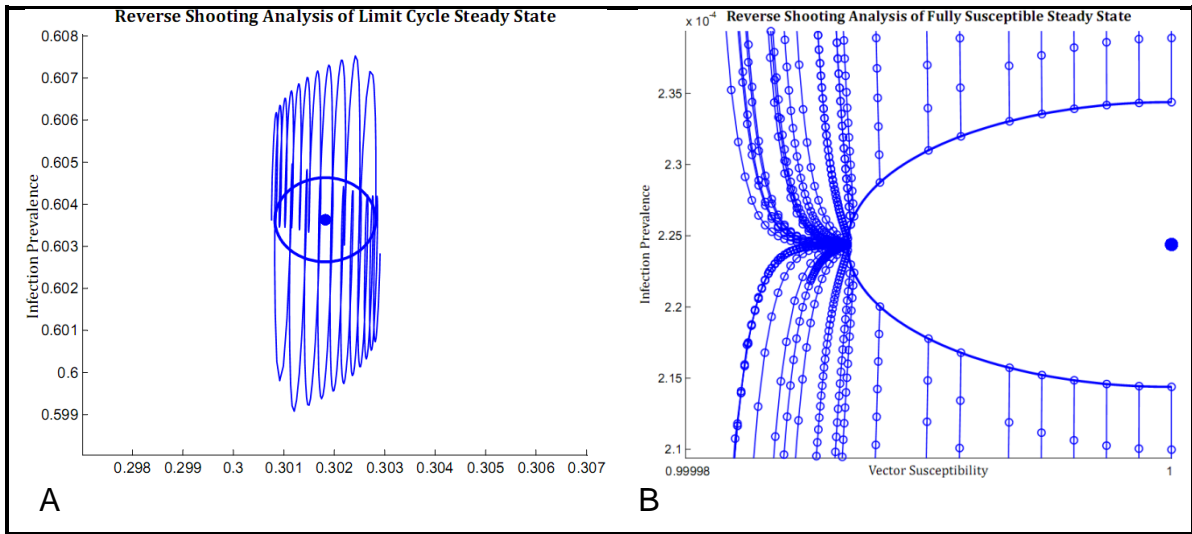 Reverse Shooting Analysis of Limit Cycle Steady State
0.608
0.607
0.606
0.605
0.604
0.603
0.602
0.601
0.6
0.599
Infection Prevalence
0.298 0.299 0.3 0.301 0.302 0.303 0.304 0.305 0.306 0.307
A
x 10⁻⁴ Reverse Shooting Analysis of Fully Susceptible Steady State
2.35
2.3
2.25
2.2
2.15
2.1
Infection Prevalence
0.99998 Vector Susceptibility 1
B